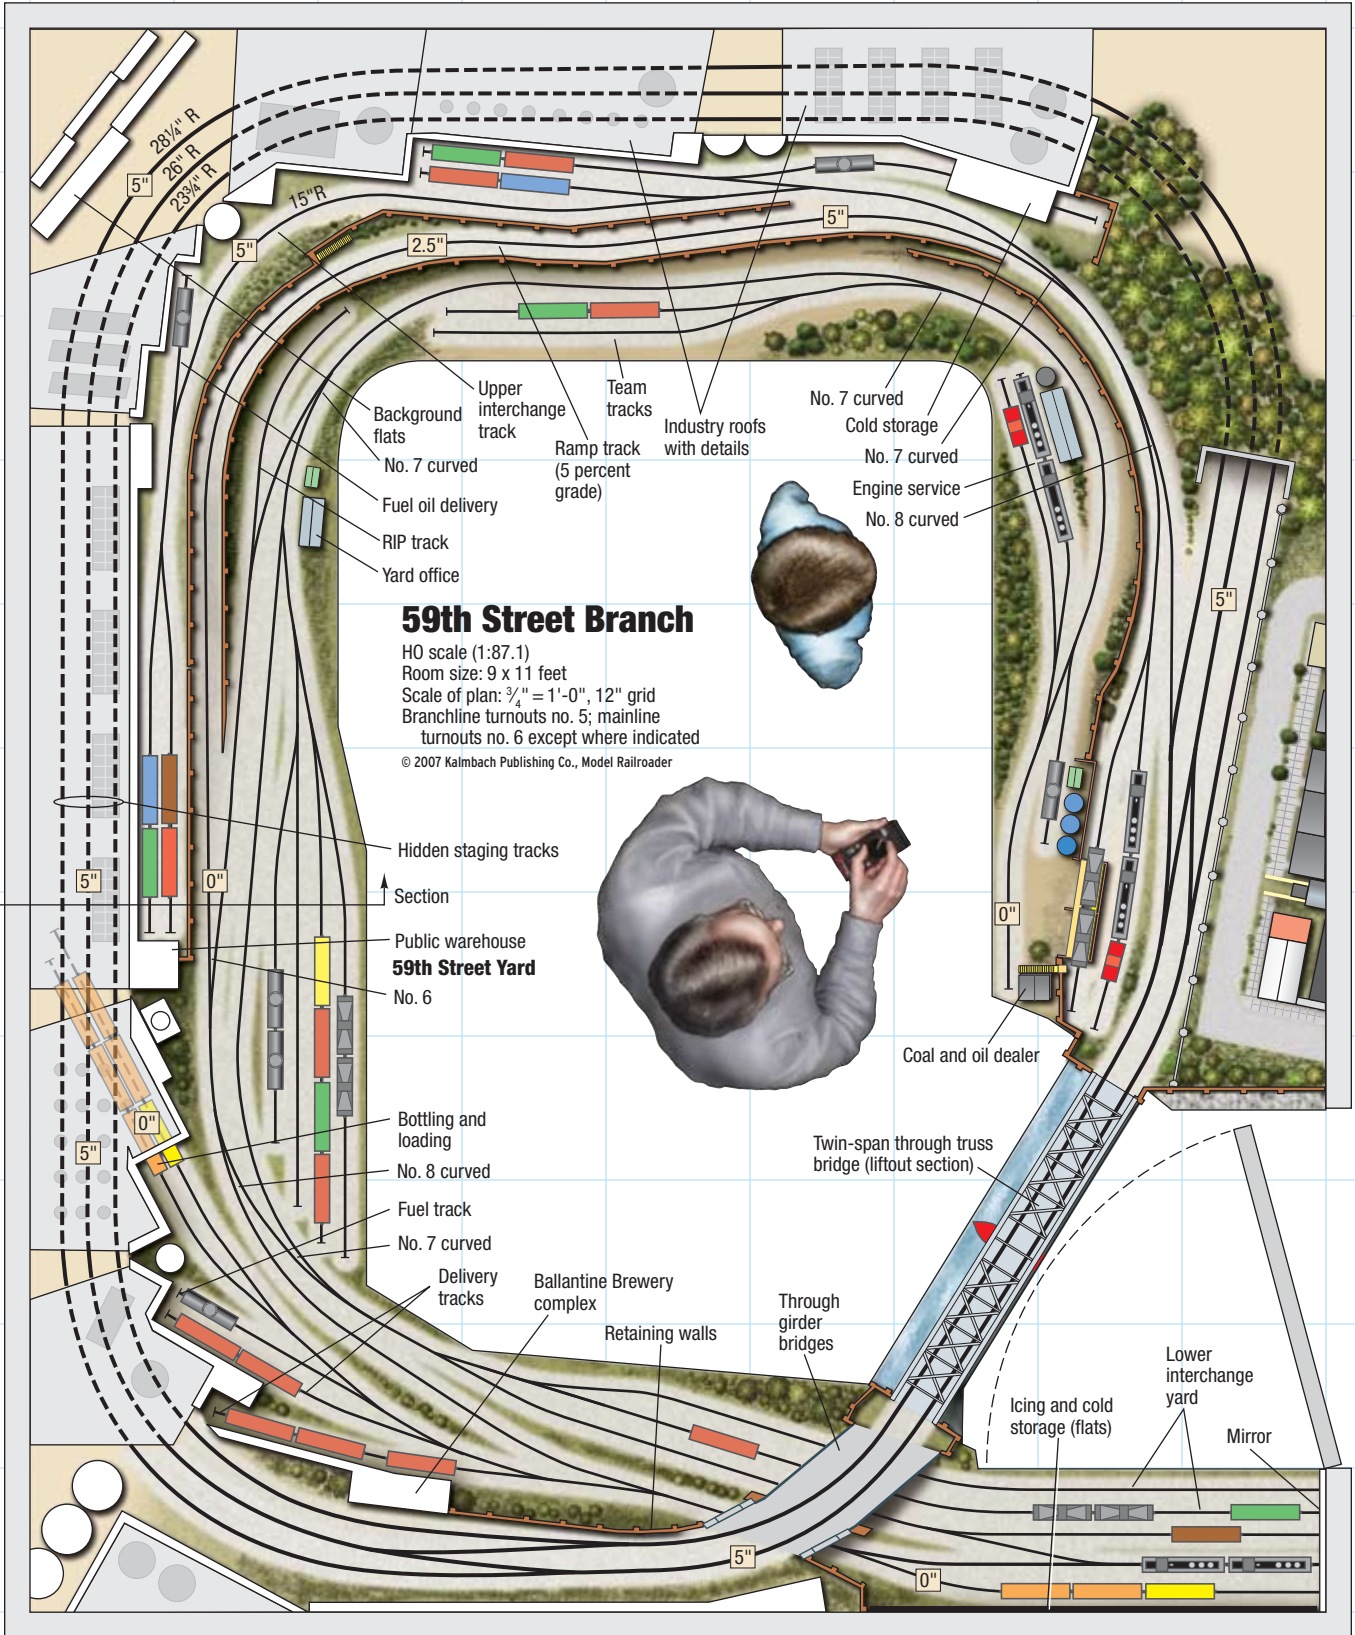 28¼" R
26" R
23¾" R
5"
15"R
5"
2.5"
5"
Upper
interchange
track
Team
tracks
Background
flats
No. 7 curved
Ramp track
(5 percent
grade)
Industry roofs
with details
No. 7 curved
Cold storage
No. 7 curved
Engine service
No. 8 curved
Fuel oil delivery
RIP track
Yard office
5"
59th Street Branch
HO scale (1:87.1)
Room size: 9 x 11 feet
Scale of plan: ¾" = 1'-0", 12" grid
Branchline turnouts no. 5; mainline
turnouts no. 6 except where indicated
© 2007 Kalmbach Publishing Co., Model Railroader
Hidden staging tracks
5"
0"
Section
0"
Public warehouse
59th Street Yard
No. 6
Coal and oil dealer
0"
5"
Bottling and
loading
Twin-span through truss
bridge (liftout section)
No. 8 curved
Fuel track
No. 7 curved
Delivery
tracks
Ballantine Brewery
complex
Retaining walls
Through
girder
bridges
Lower
interchange
yard
Icing and cold
storage (flats)
Mirror
5"
0"